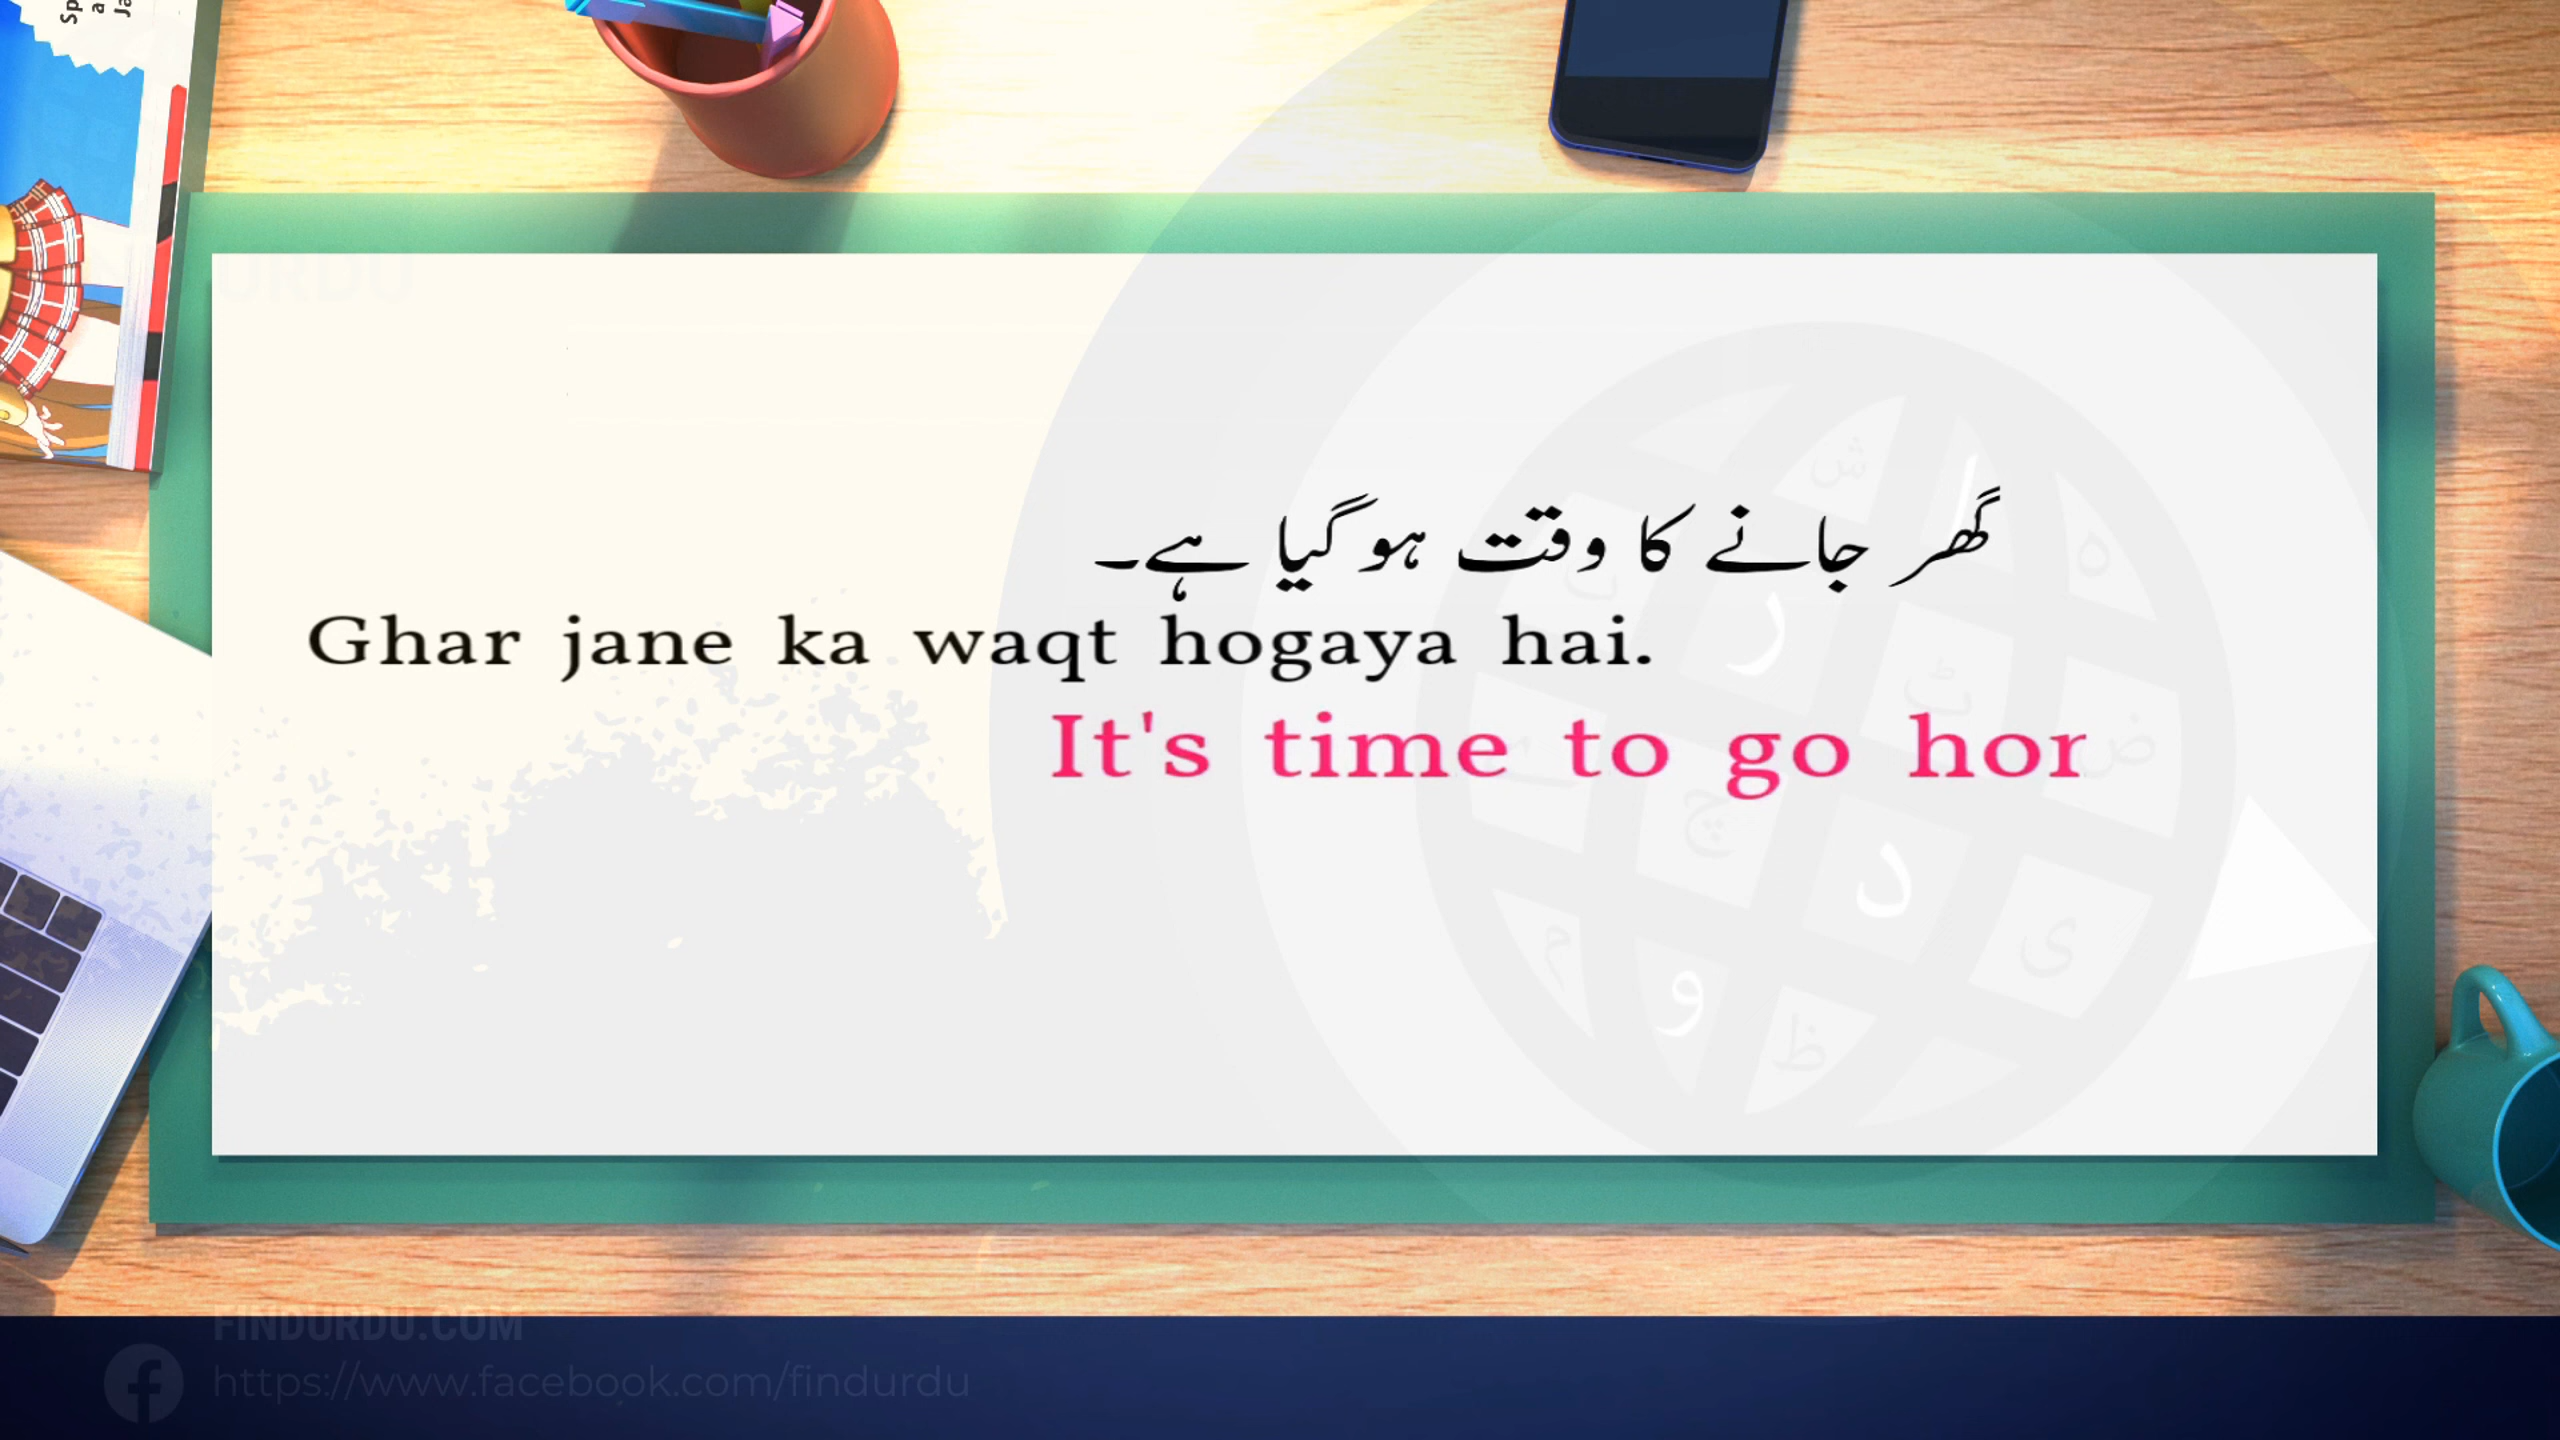 گھر جانے کا وقت ہوگیا ہے۔
Ghar jane ka waqt hogaya hai.
It's time to go hor
URDU
FINDURDU.COM
https://www.facebook.com/findurdu